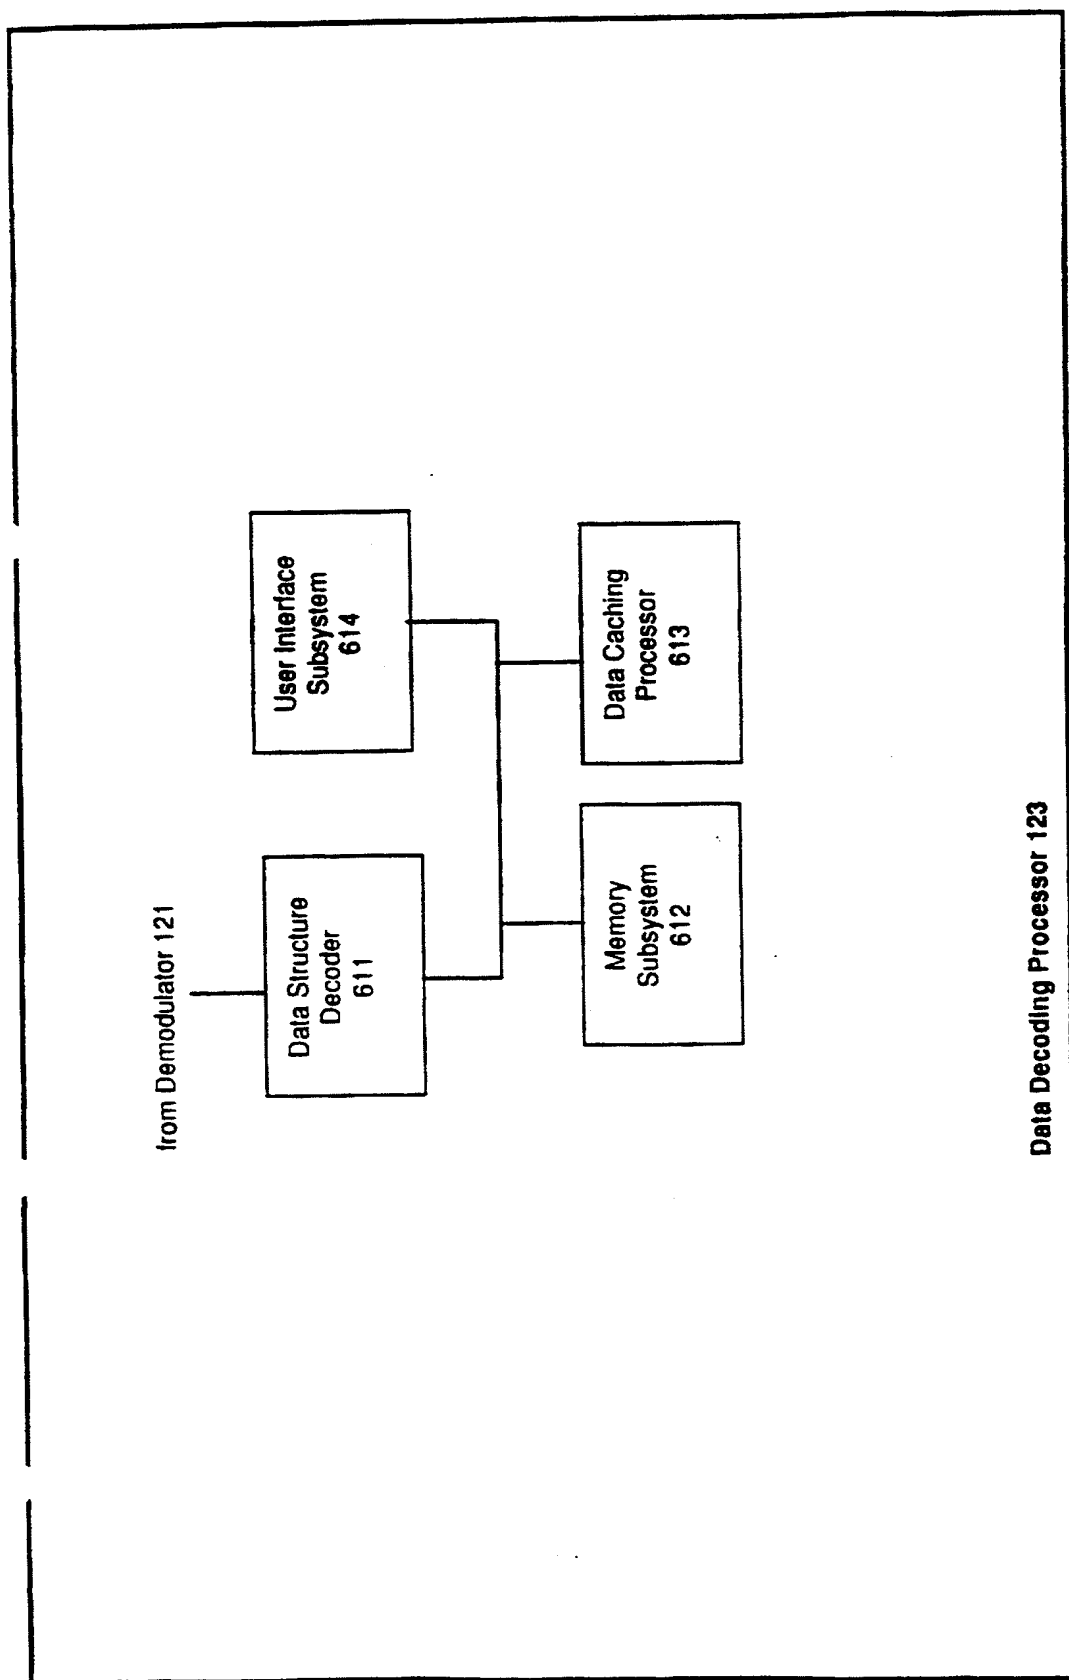 from Demodulator 121
Data Structure
Decoder
611
User Interface
Subsystem
614
Memory
Subsystem
612
Data Caching
Processor
613
Data Decoding Processor 123